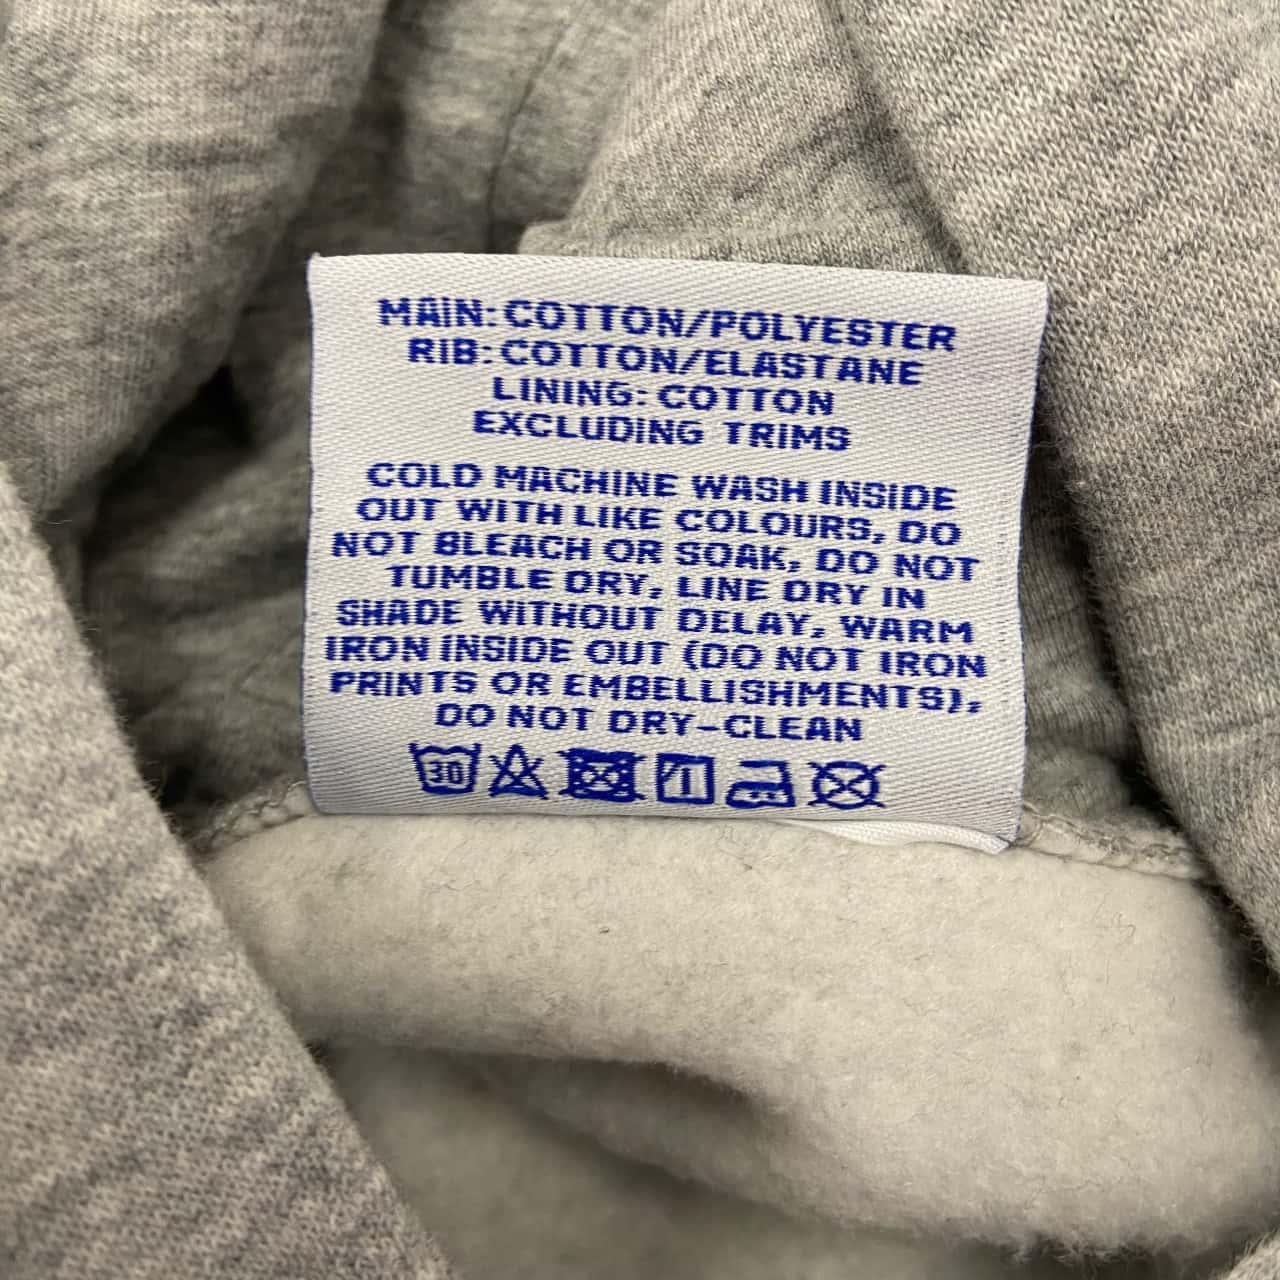 MAIN: COTTON/POLYESTER
RIB: COTTON/ELASTANE
LINING: COTTON
EXCLUDING TRIMS
COLD MACHINE WASH INSIDE
OUT WITH LIKE COLOURS, DO
NOT BLEACH OR SOAK, DO NOT
TUMBLE DRY, LINE DRY IN
SHADE WITHOUT DELAY, WARM
IRON INSIDE OUT (DO NOT IRON
PRINTS OR EMBELLISHMENTS),
DO NOT DRY-CLEAN
30